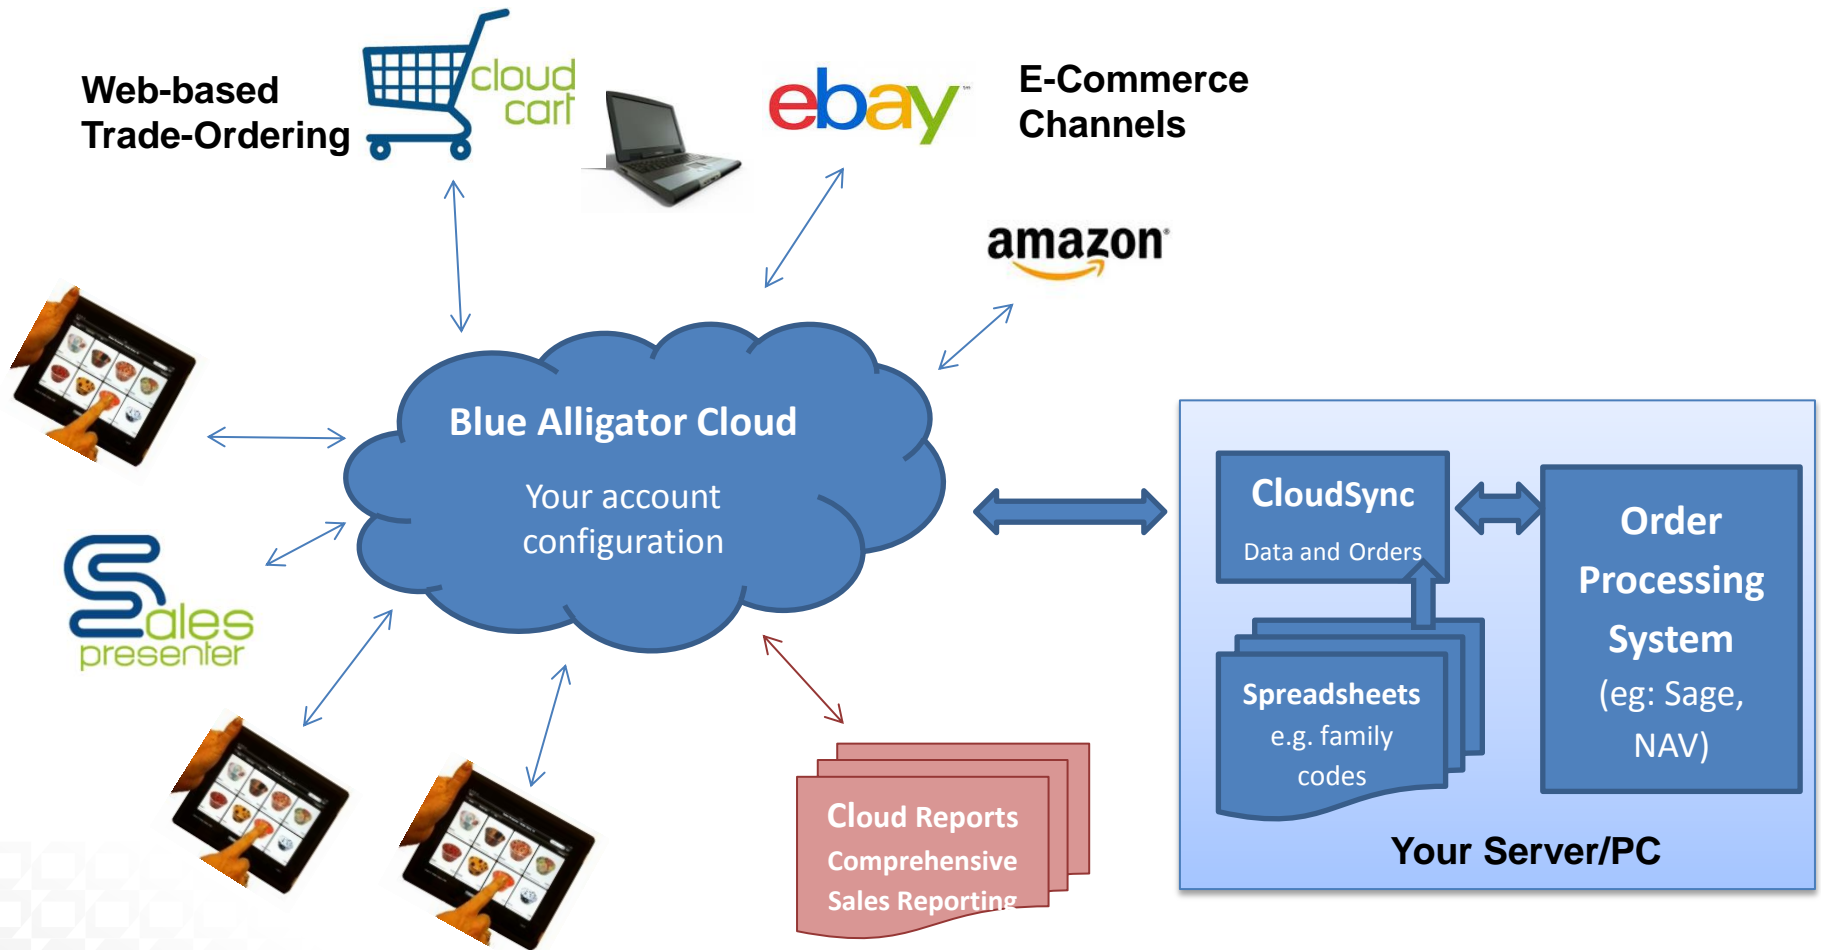 Web-based
Trade-Ordering
cloud
cart
ebay™
E-Commerce
Channels
amazon®
Blue Alligator Cloud
Your account
configuration
Sales
presenter
CloudSync
Data and Orders
Order
Processing
System
(eg: Sage,
NAV)
Spreadsheets
e.g. family
codes
Your Server/PC
Cloud Reports
Comprehensive
Sales Reporting